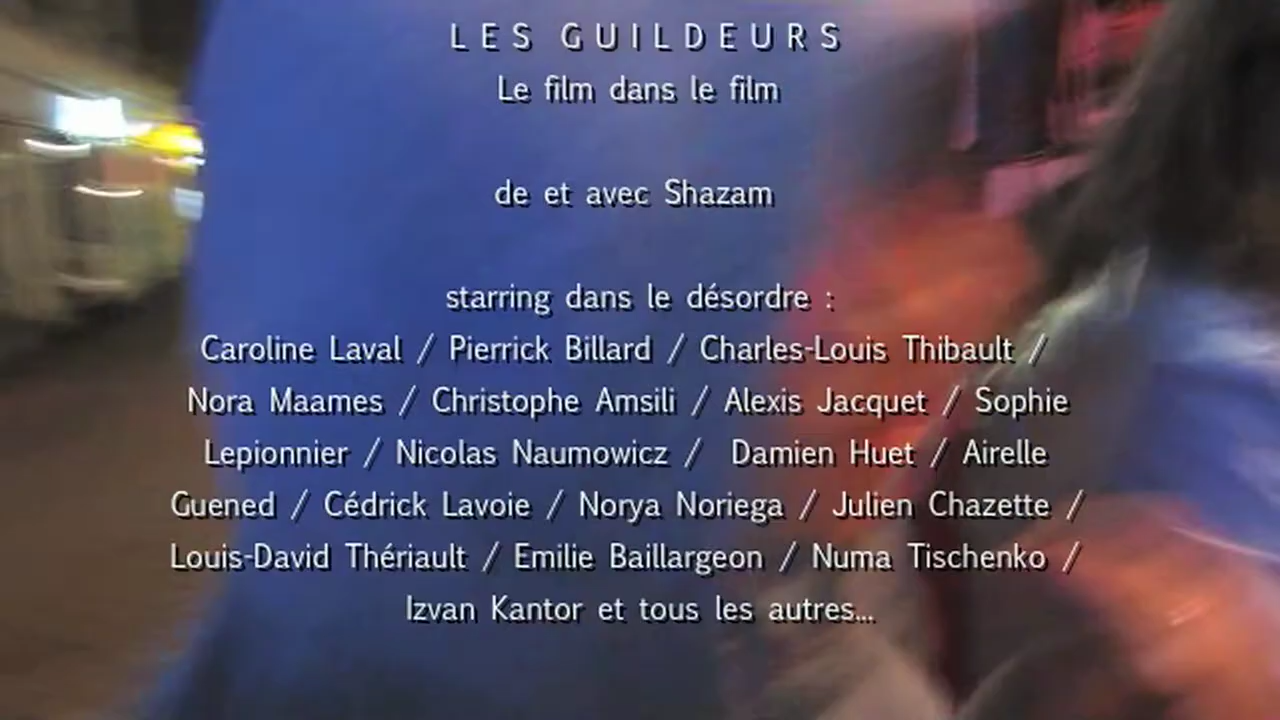 LES GUILDEURS
Le film dans le film
de et avec Shazam
starring dans le désordre :
Caroline Laval / Pierrick Billard / Charles-Louis Thibault /
Nora Maames / Christophe Amsili / Alexis Jacquet / Sophie
Lepionnier / Nicolas Naumowicz / Damien Huet / Airelle
Guened / Cédrick Lavoie / Norya Noriega / Julien Chazette /
Louis-David Thériault / Emilie Baillargeon / Numa Tischenko /
Izvan Kantor et tous les autres...